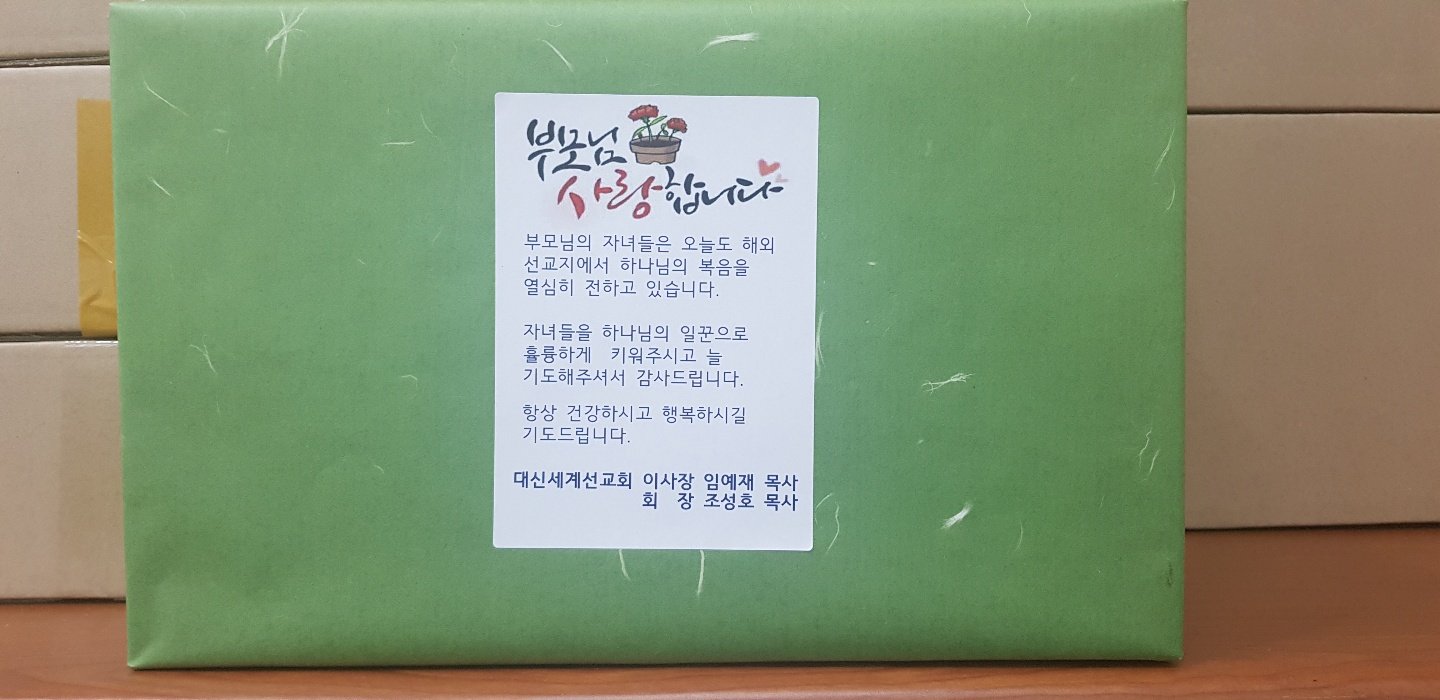 부모님
사랑합니다
부모님의 자녀들은 오늘도 해외
선교지에서 하나님의 복음을
열심히 전하고 있습니다.
자녀들을 하나님의 일꾼으로
휼륭하게 키워주시고 늘
기도해주셔서 감사드립니다.
항상 건강하시고 행복하시길
기도드립니다.
대신세계선교회 이사장 임예재 목사
회 장 조성호 목사